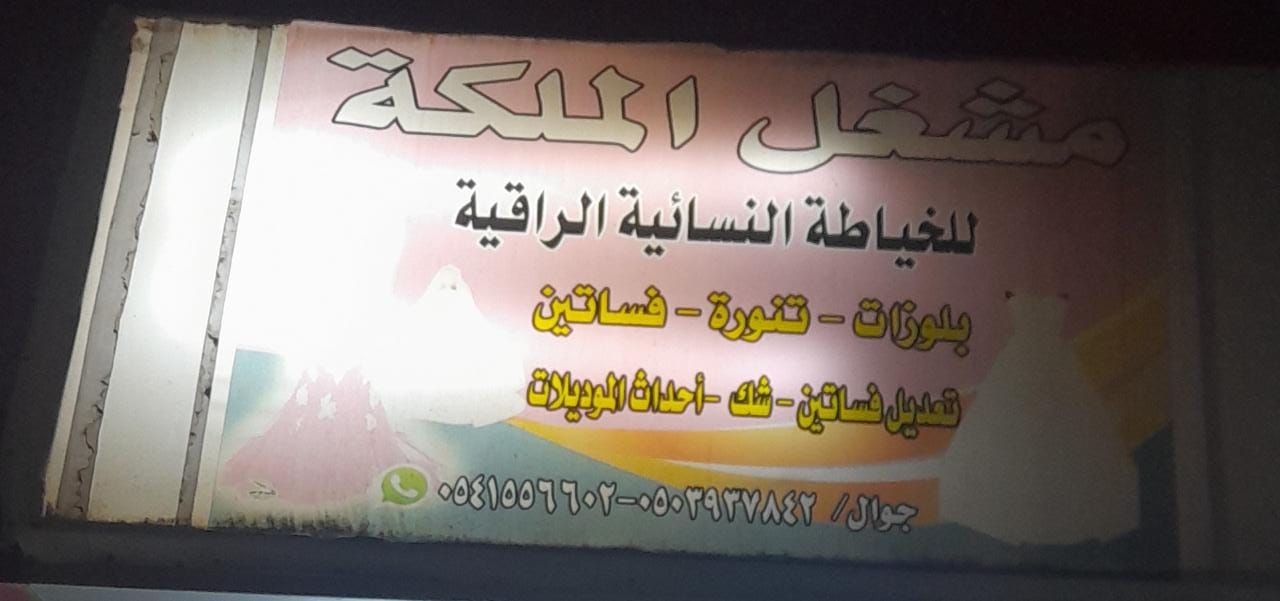 مشغل الملكة
للخياطة النسائية الراقية
بلوزات - تنورة - فساتين
تعديل فساتين - شك - أحداث الموديلات
جوال/ ٠٥٠٣٩٣٧٨٤٢-٠٥٤١٥٥٦٦٠٢